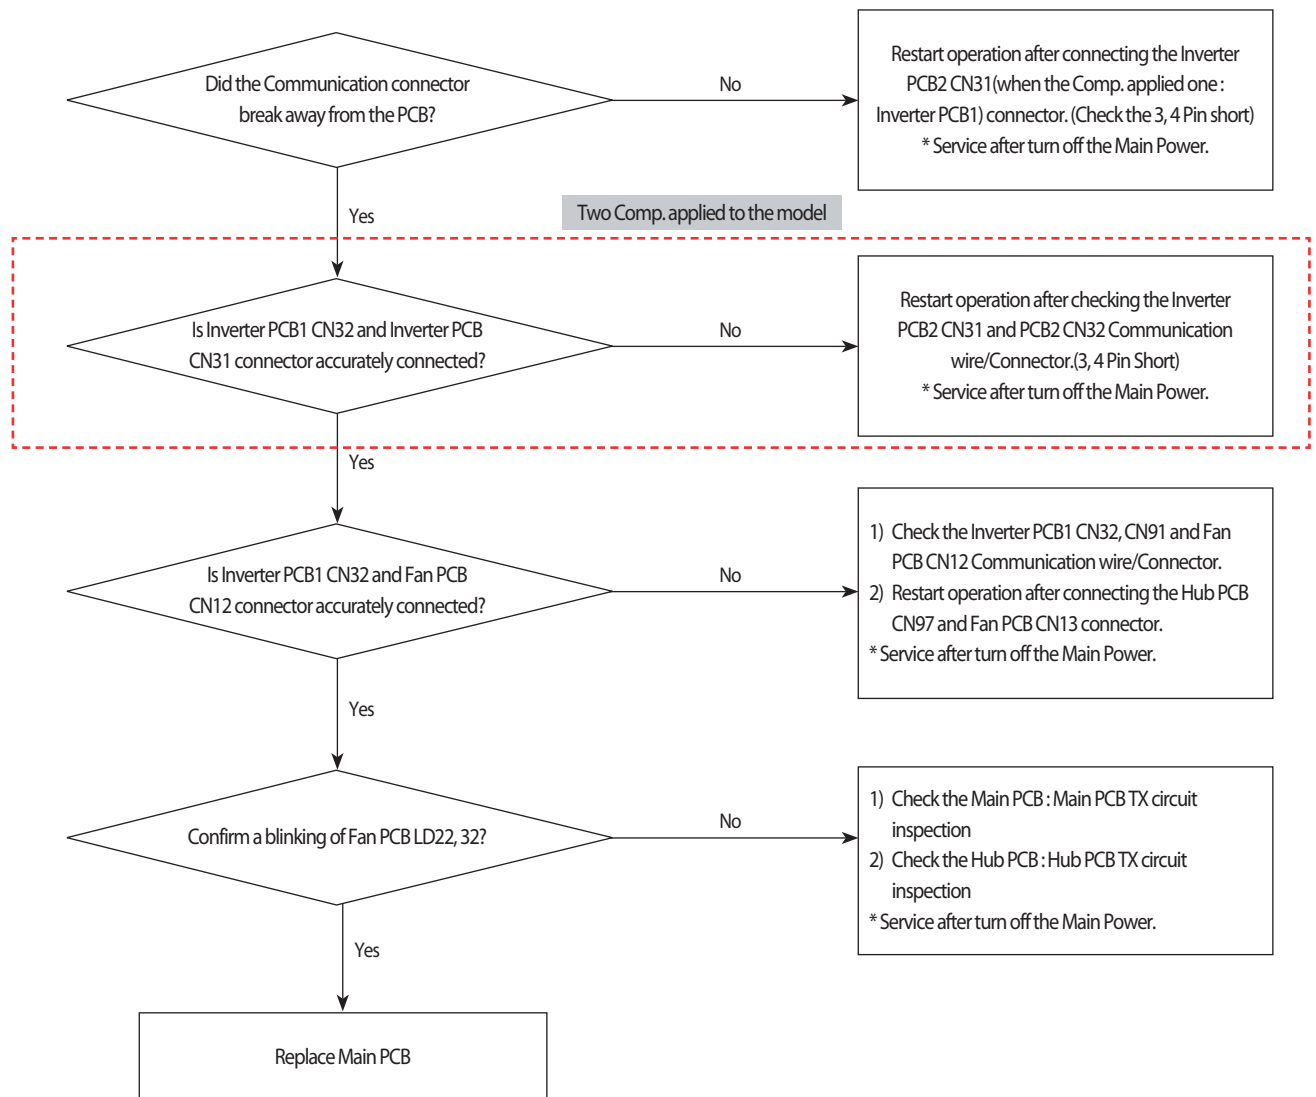 Did the Communication connector
break away from the PCB?
No
Restart operation after connecting the Inverter
PCB2 CN31(when the Comp. applied one :
Inverter PCB1) connector. (Check the 3, 4 Pin short)
* Service after turn off the Main Power.
Yes
Two Comp. applied to the model
Is Inverter PCB1 CN32 and Inverter PCB
CN31 connector accurately connected?
No
Restart operation after checking the Inverter
PCB2 CN31 and PCB2 CN32 Communication
wire/Connector.(3, 4 Pin Short)
* Service after turn off the Main Power.
Yes
Is Inverter PCB1 CN32 and Fan PCB
CN12 connector accurately connected?
No
1) Check the Inverter PCB1 CN32, CN91 and Fan
PCB CN12 Communication wire/Connector.
2) Restart operation after connecting the Hub PCB
CN97 and Fan PCB CN13 connector.
* Service after turn off the Main Power.
Yes
Confirm a blinking of Fan PCB LD22, 32?
No
1) Check the Main PCB : Main PCB TX circuit
inspection
2) Check the Hub PCB : Hub PCB TX circuit
inspection
* Service after turn off the Main Power.
Yes
Replace Main PCB